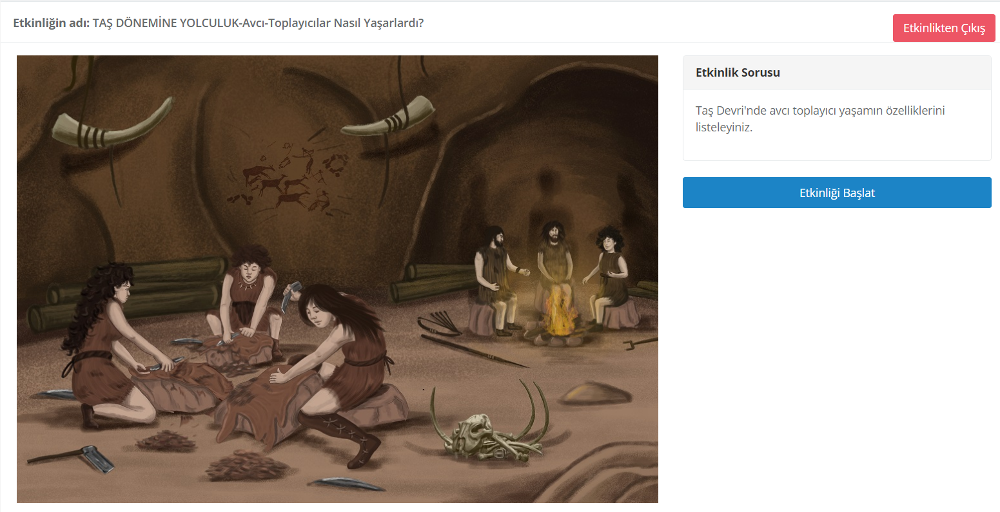 Etkinliğin adı: TAŞ DÖNEMİNE YOLCULUK-Avcı-Toplayıcılar Nasıl Yaşarlardı?
Etkinlikten Çıkış
Etkinlik Sorusu
Taş Devri'nde avcı toplayıcı yaşamın özelliklerini
listeleyiniz.
Etkinliği Başlat